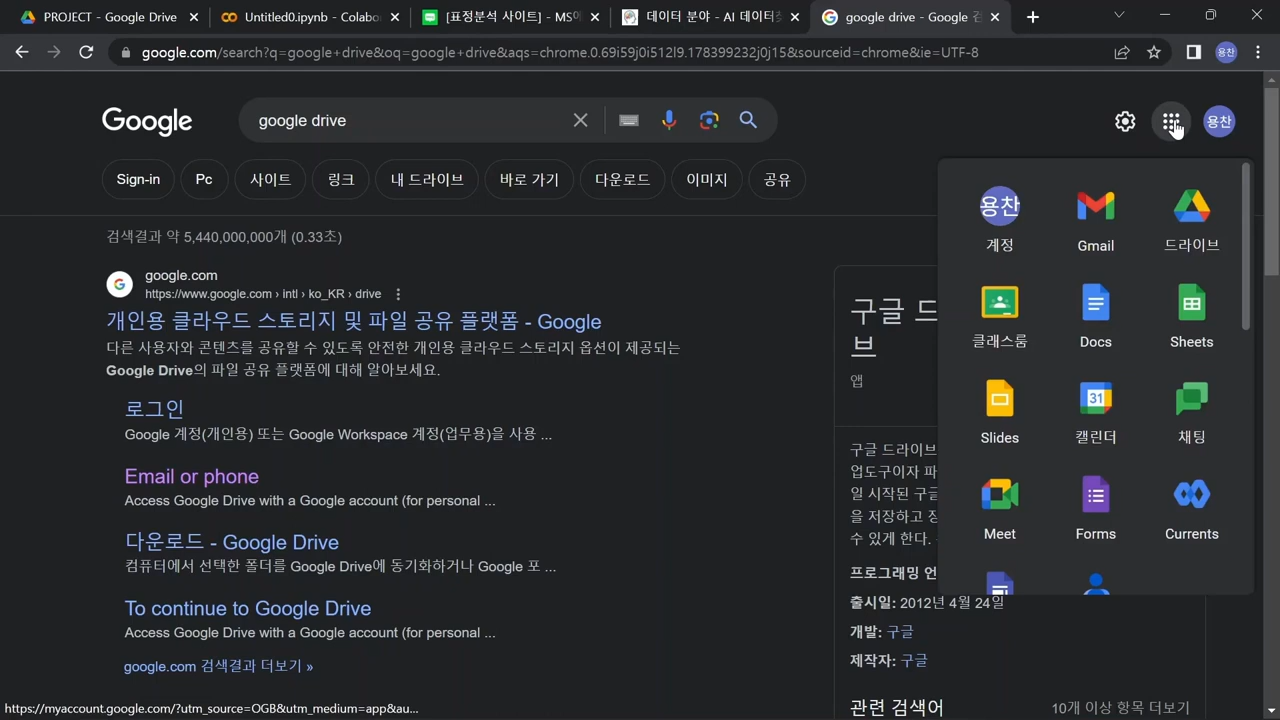 PROJECT - Google Drive
Untitled0.ipynb - Colabo
[표정분석 사이트] - MS에
데이터 분야 - AI 데이터
google drive - Google 검
google.com/search?q=google+drive&oq=google+drive&aqs=chrome.0.69i59j0i512l9.178399232j0j15&sourceid=chrome&ie=UTF-8
용찬
Google
google drive
용찬
Sign-in
Pc
사이트
링크
내 드라이브
바로 가기
다운로드
이미지
공유
검색결과 약 5,440,000,000개 (0.33초)
google.com
https://www.google.com › intl › ko_KR › drive
개인용 클라우드 스토리지 및 파일 공유 플랫폼 - Google
다른 사용자와 콘텐츠를 공유할 수 있도록 안전한 개인용 클라우드 스토리지 옵션이 제공되는
Google Drive의 파일 공유 플랫폼에 대해 알아보세요.
로그인
Google 계정(개인용) 또는 Google Workspace 계정(업무용)을 사용 ...
Email or phone
Access Google Drive with a Google account (for personal ...
다운로드 - Google Drive
컴퓨터에서 선택한 폴더를 Google Drive에 동기화하거나 Google 포 ...
To continue to Google Drive
Access Google Drive with a Google account (for personal ...
google.com 검색결과 더보기 »
https://myaccount.google.com/?utm_source=OGB&utm_medium=app&au...
용찬
계정
Gmail
드라이브
클래스룸
Docs
Sheets
Slides
31
캘린더
채팅
Meet
Forms
Currents
구글 드
브
앱
구글 드라이브
업도구이자 파
일 시작된 구글
을 저장하고 장
수 있게 한다.
프로그래밍 언
출시일: 2012년 4월 24일
개발: 구글
제작자: 구글
관련 검색어
10개 이상 항목 더보기